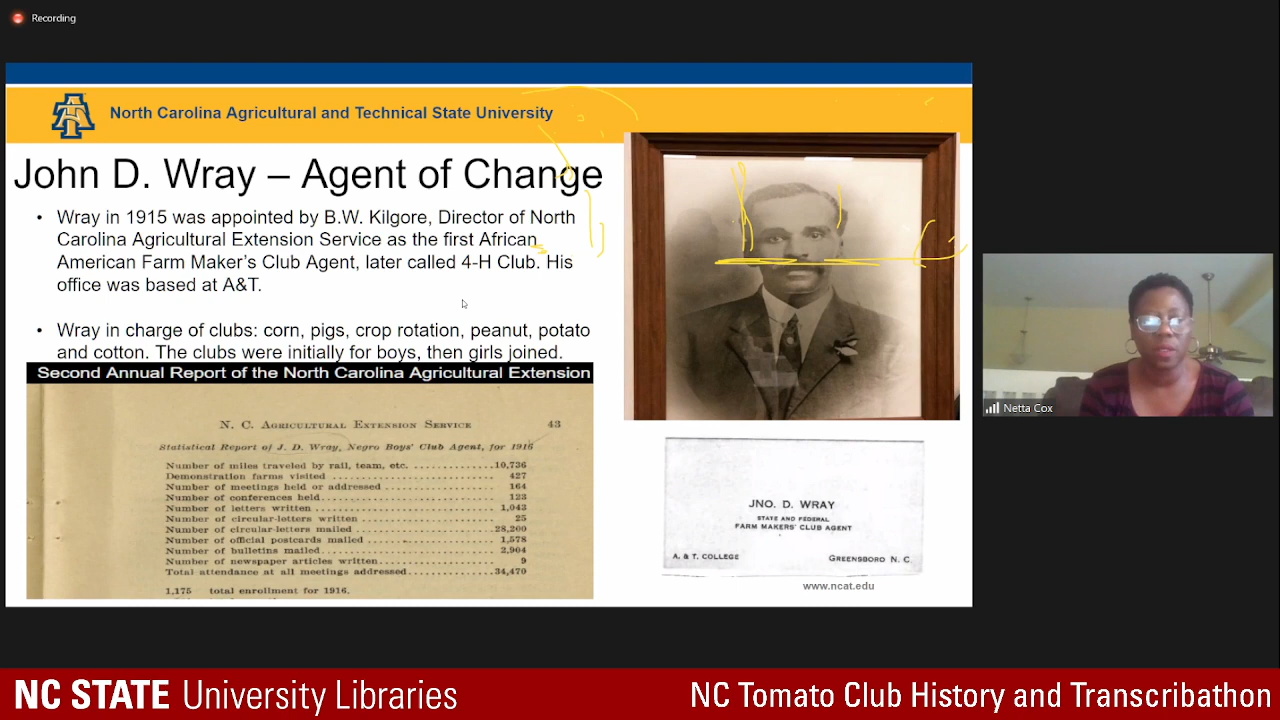 Recording
North Carolina Agricultural and Technical State University
John D. Wray – Agent of Change
• Wray in 1915 was appointed by B.W. Kilgore, Director of North
Carolina Agricultural Extension Service as the first African
American Farm Maker's Club Agent, later called 4-H Club. His
office was based at A&T.
• Wray in charge of clubs: corn, pigs, crop rotation, peanut, potato
and cotton. The clubs were initially for boys, then girls joined.
Second Annual Report of the North Carolina Agricultural Extension
N. C. Agricultural Extension Service 43
Statistical Report of J. D. Wray, Negro Boys' Club Agent, for 1916
Number of miles traveled by rail, team, etc. 10,736
Demonstration farms visited 427
Number of meetings held or addressed 164
Number of conferences held 123
Number of letters written 1,043
Number of circular-letters written 25
Number of circular-letters mailed 28,200
Number of official postcards mailed 1,578
Number of bulletins mailed 2,904
Number of newspaper articles written 9
Total attendance at all meetings addressed 34,470
1,175 total enrollment for 1916.
JNO. D. WRAY
STATE AND FEDERAL
FARM MAKERS' CLUB AGENT
A. & T. COLLEGE GREENSBORO N. C.
www.ncat.edu
Netta Cox
NC STATE University Libraries
NC Tomato Club History and Transcribathon